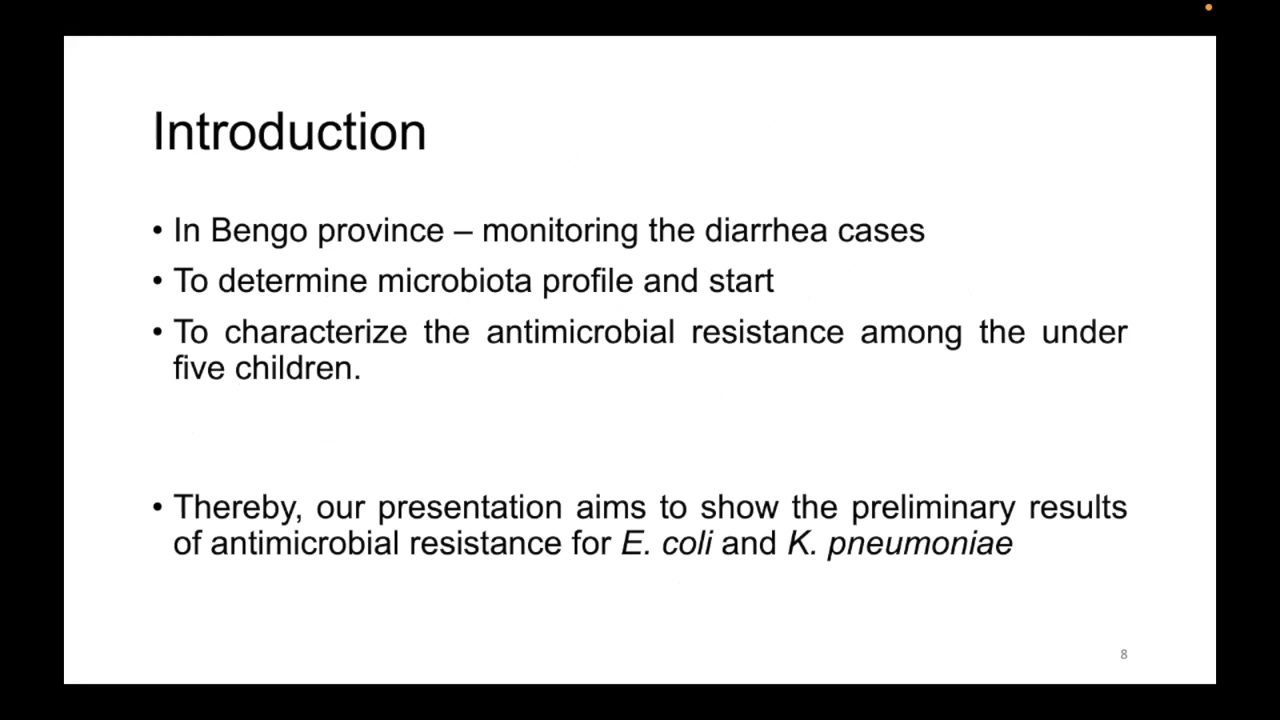 Introduction
• In Bengo province – monitoring the diarrhea cases
• To determine microbiota profile and start
• To characterize the antimicrobial resistance among the under
five children.
• Thereby, our presentation aims to show the preliminary results
of antimicrobial resistance for E. coli and K. pneumoniae
8